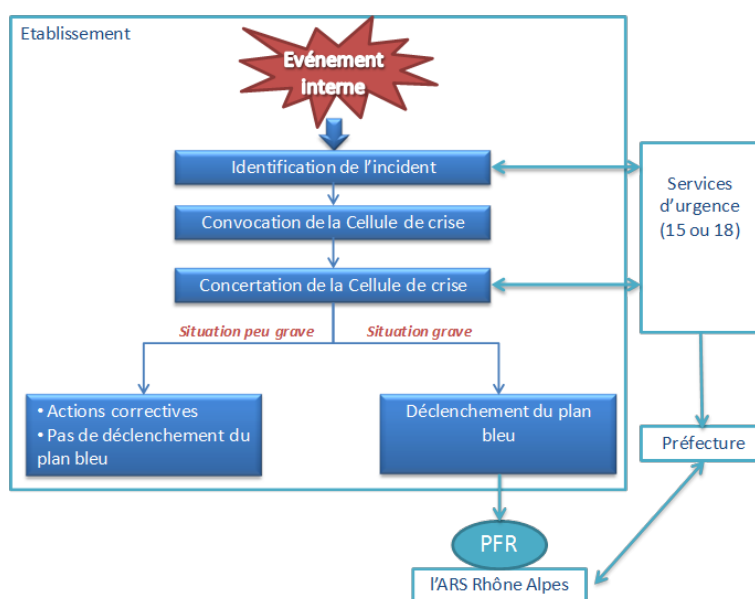 Etablissement
Evénement
interne
Identification de l'incident
Convocation de la Cellule de crise
Concertation de la Cellule de crise
Services
d'urgence
(15 ou 18)
Situation peu grave
Situation grave
• Actions correctives
• Pas de déclenchement du
plan bleu
Déclenchement du plan
bleu
Préfecture
PFR
l'ARS Rhône Alpes